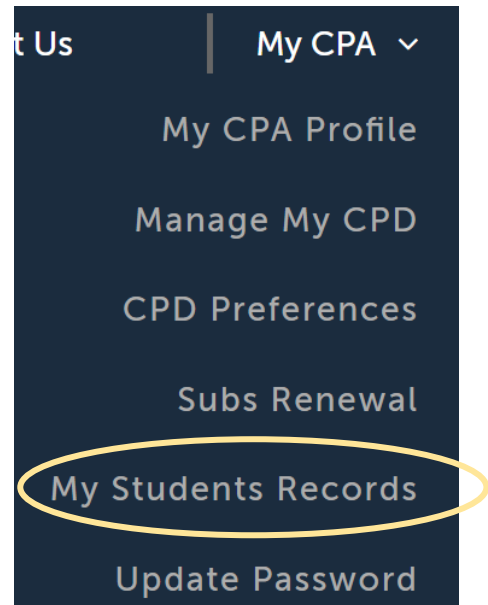 t Us My CPA
My CPA Profile
Manage My CPD
CPD Preferences
Subs Renewal
My Students Records
Update Password